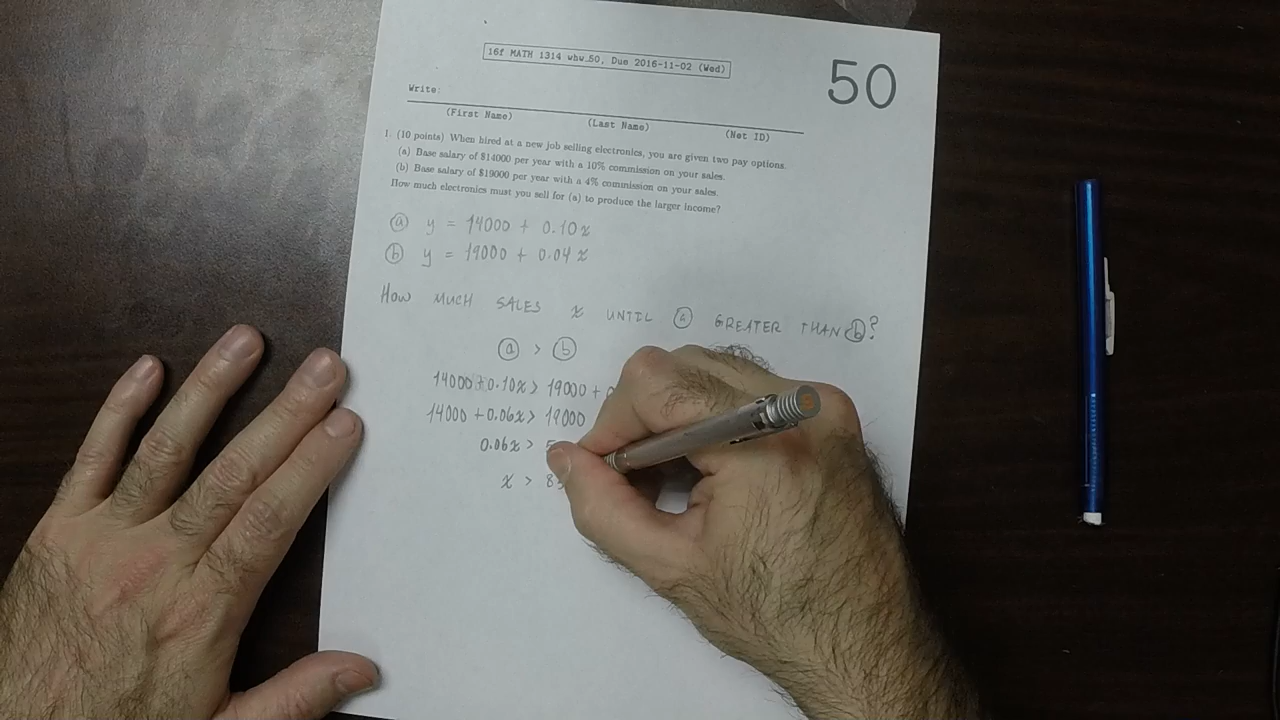 16f MATH 1314 whw_50, Due 2016-11-02 (Wed)
50
Write:
(First Name) (Last Name) (Net ID)
1. (10 points) When hired at a new job selling electronics, you are given two pay options.
(a) Base salary of $14000 per year with a 10% commission on your sales.
(b) Base salary of $19000 per year with a 4% commission on your sales.
How much electronics must you sell for (a) to produce the larger income?
ⓐ y = 14000 + 0.10x
ⓑ y = 19000 + 0.04x
HOW MUCH SALES x UNTIL ⓐ GREATER THAN ⓑ?
ⓐ > ⓑ
14000+0.10x > 19000 +
14000 + 0.06x > 19000
0.06x >
x >